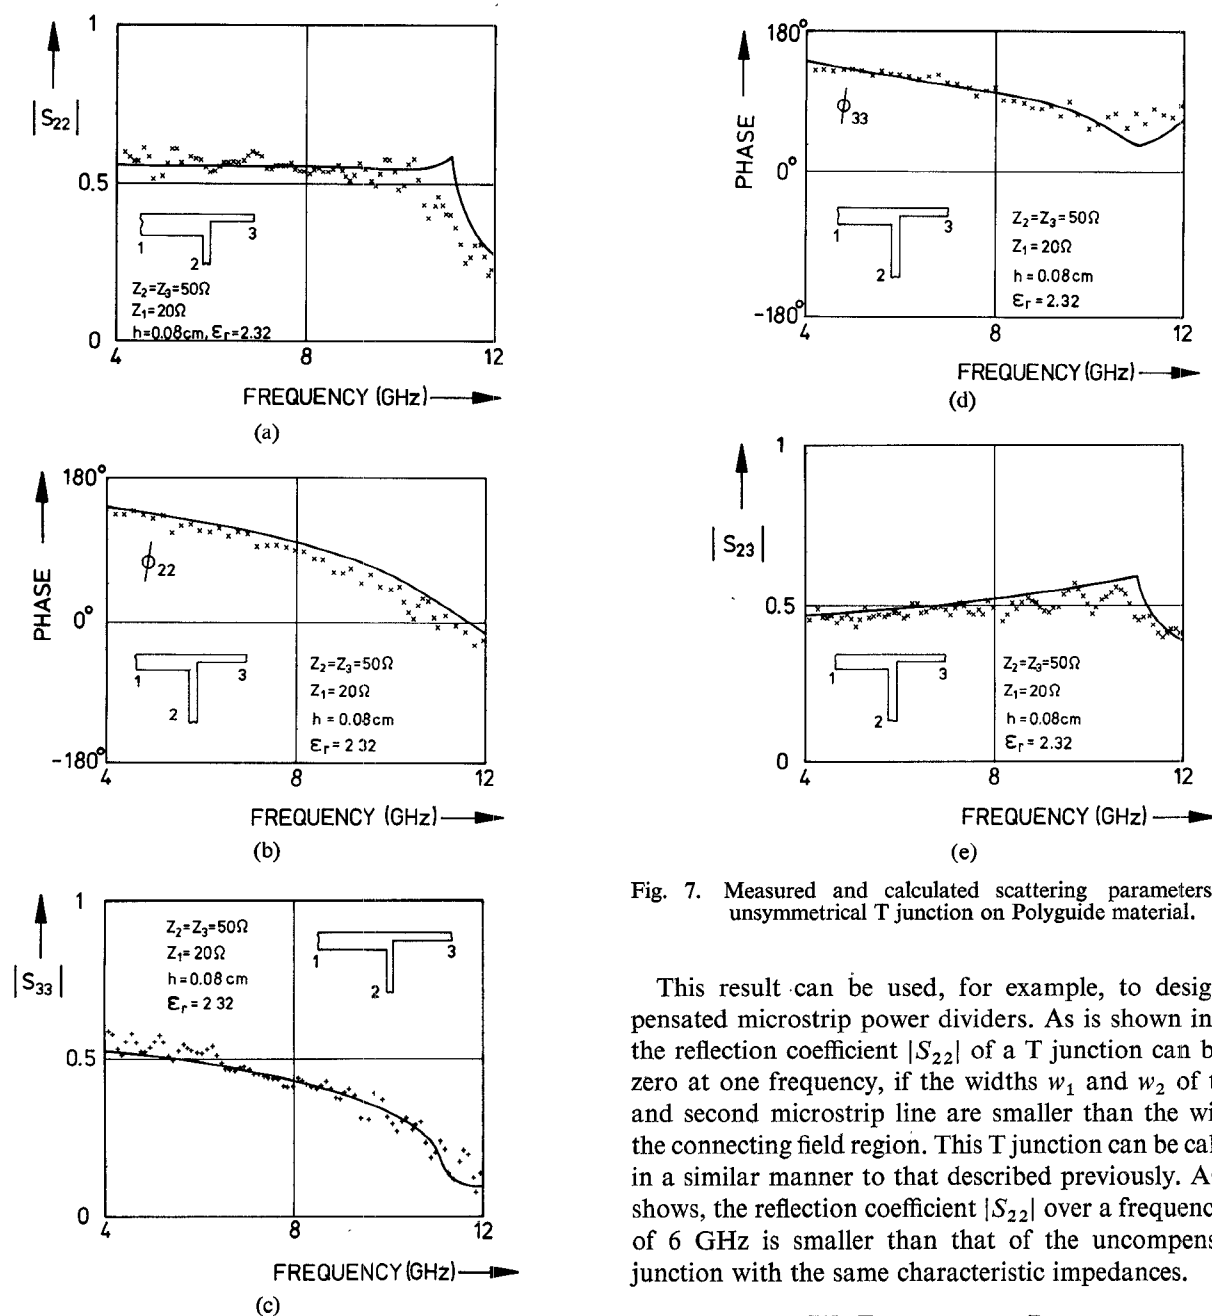 1
|S22|
0.5
1
3
2
Z2=Z3=50Ω
Z1=20Ω
h=0.08cm, Er=2.32
0
4
8
12
FREQUENCY (GHz)
(a)
180°
PHASE
ϕ22
0°
1
3
2
Z2=Z3=50Ω
Z1=20Ω
h=0.08cm
Er=2 32
-180°
4
8
12
FREQUENCY (GHz)
(b)
1
|S33|
Z2=Z3=50Ω
Z1=20Ω
h=0.08 cm
Er=2 32
1
3
2
0.5
0
4
8
12
FREQUENCY (GHz)
(c)
180°
PHASE
ϕ33
0°
1
3
2
Z2=Z3=50Ω
Z1=20Ω
h=0.08cm
Er=2.32
-180°
4
8
12
FREQUENCY (GHz)
(d)
1
|S23|
0.5
1
3
2
Z2=Z3=50Ω
Z1=20Ω
h=0.08cm
Er=2.32
0
4
8
12
FREQUENCY (GHz)
(e)
Fig. 7. Measured and calculated scattering parameters
unsymmetrical T junction on Polyguide material.
This result can be used, for example, to desig
pensated microstrip power dividers. As is shown in
the reflection coefficient |S22| of a T junction can b
zero at one frequency, if the widths w1 and w2 of t
and second microstrip line are smaller than the wi
the connecting field region. This T junction can be cal
in a similar manner to that described previously. A
shows, the reflection coefficient |S22| over a frequenc
of 6 GHz is smaller than that of the uncompens
junction with the same characteristic impedances.